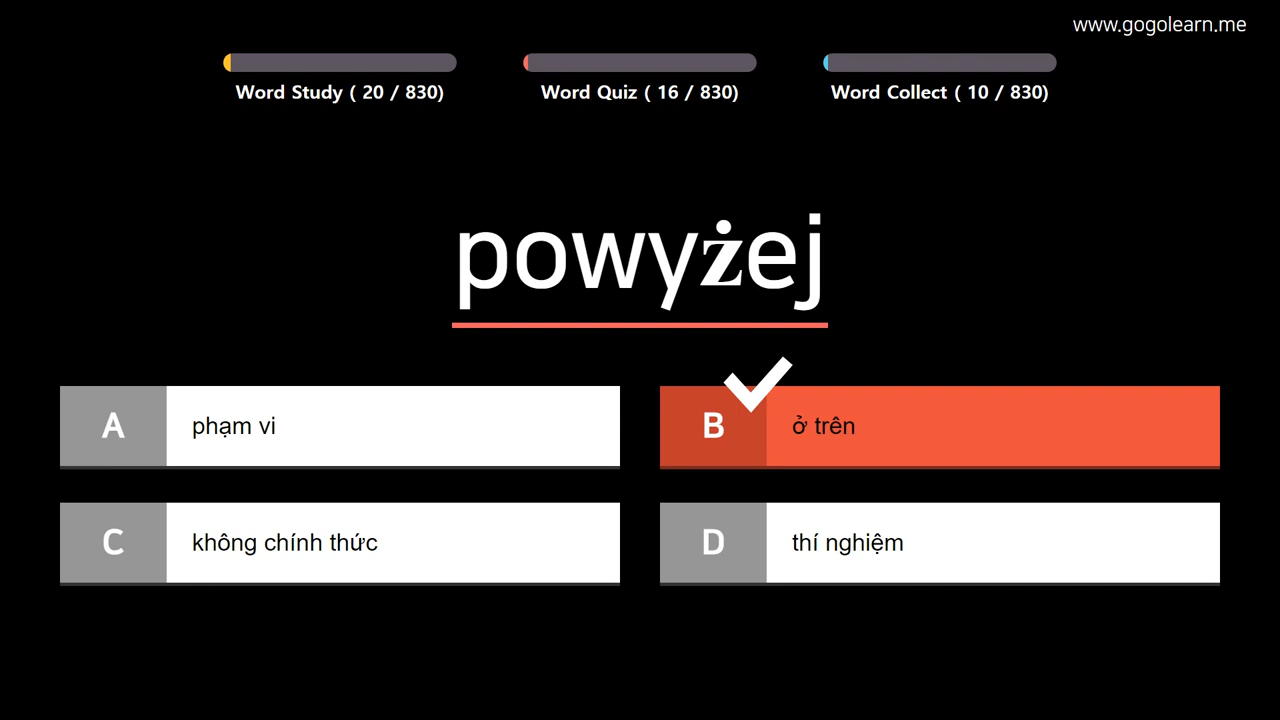 www.gogolearn.me
Word Study ( 20 / 830)
Word Quiz ( 16 / 830)
Word Collect ( 10 / 830)
powyżej
A phạm vi
B ở trên
C không chính thức
D thí nghiệm